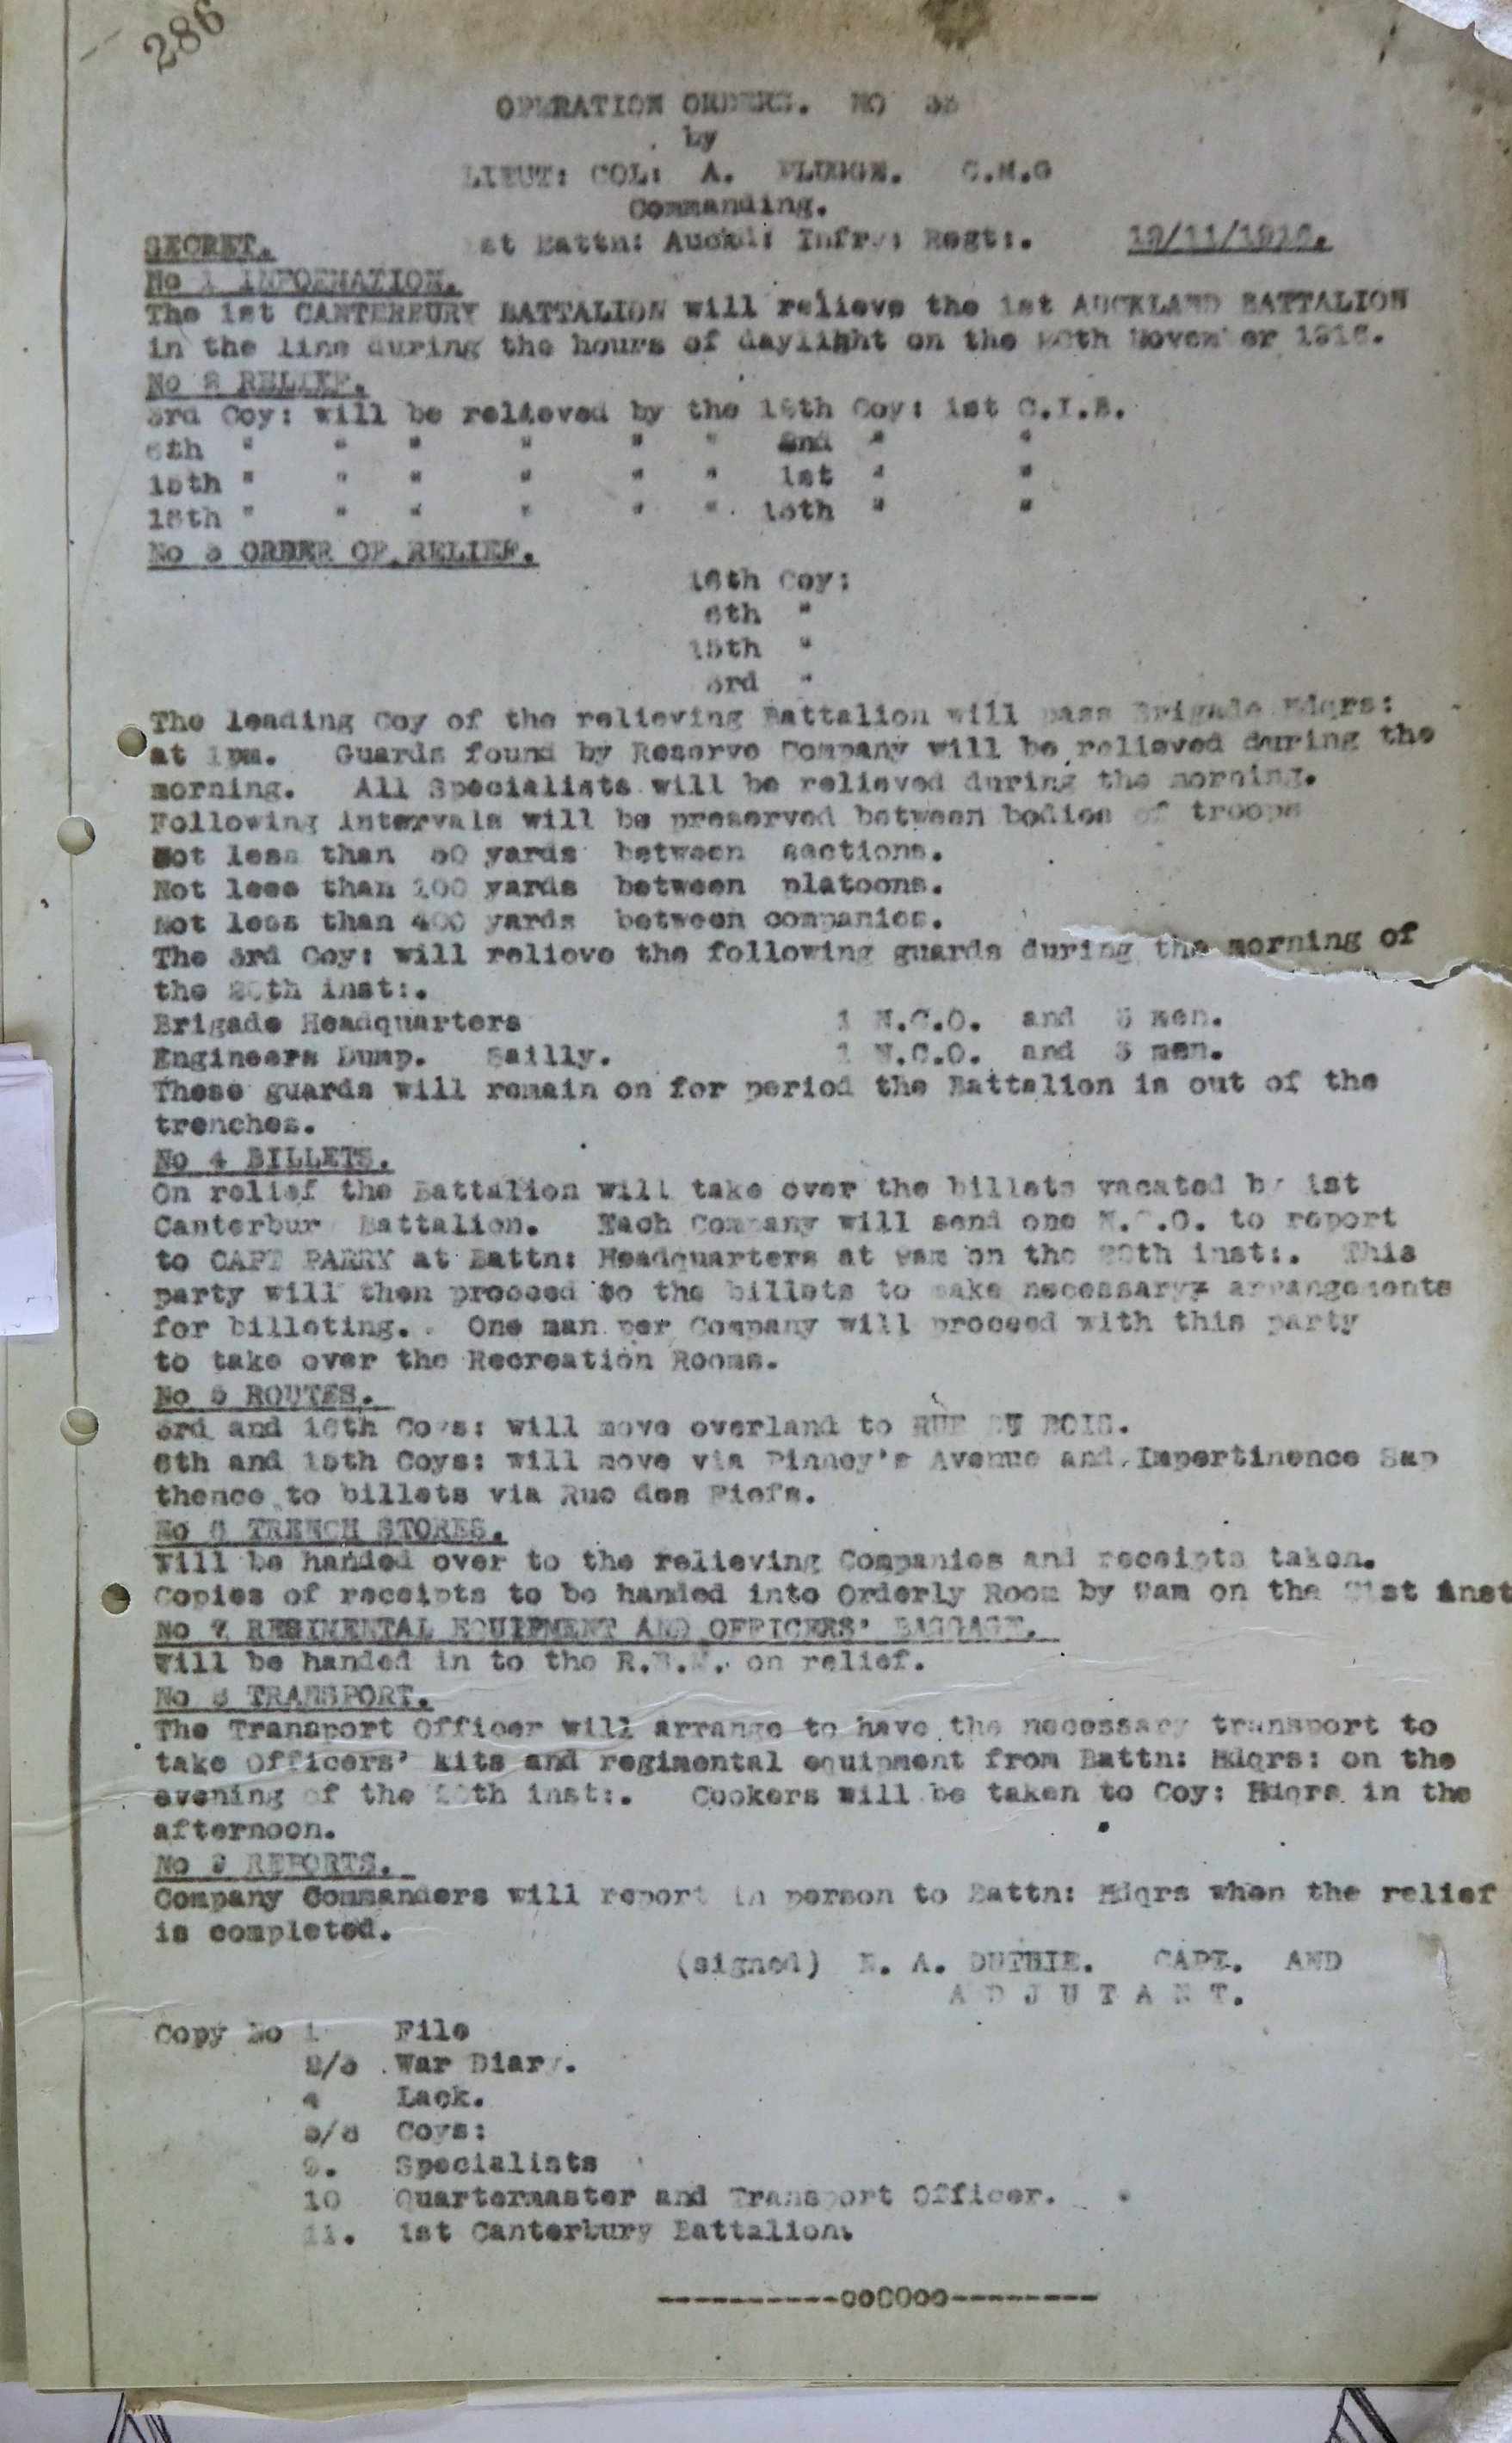 286
OPERATION ORDERS. NO 33
by
LIEUT: COL: A. PLUGGE. C.M.G
Commanding.
SECRET. 1st Battn: Auckd: Infry: Regt:. 19/11/1916.
No 1 INFORMATION.
The 1st CANTERBURY BATTALION will relieve the 1st AUCKLAND BATTALION
in the line during the hours of daylight on the 20th November 1916.
No 2 RELIEF.
3rd Coy: will be relieved by the 12th Coy: 1st C.I.B.
6th " " " " " " 2nd " "
15th " " " " " " 1st " "
16th " " " " " " 13th " "
No 3 ORDER OF RELIEF.
16th Coy:
6th "
15th "
3rd "
The leading Coy of the relieving Battalion will pass Brigade Hdqrs:
at 1pm. Guards found by Reserve Company will be relieved during the
morning. All Specialists will be relieved during the morning.
Following intervals will be preserved between bodies of troops
Not less than 50 yards between sections.
Not less than 200 yards between platoons.
Not less than 400 yards between companies.
The 3rd Coy: will relieve the following guards during the morning of
the 20th inst:.
Brigade Headquarters 1 N.C.O. and 3 men.
Engineers Dump. Sailly. 1 N.C.O. and 3 men.
These guards will remain on for period the Battalion is out of the
trenches.
No 4 BILLETS.
On relief the Battalion will take over the billets vacated by 1st
Canterbury Battalion. Each Company will send one N.C.O. to report
to CAPT PARRY at Battn: Headquarters at 9am on the 20th inst:. This
party will then proceed to the billets to make necessary arrangements
for billeting. One man per Company will proceed with this party
to take over the Recreation Rooms.
No 5 ROUTES.
3rd and 16th Coys: will move overland to RUE DU BOIS.
6th and 15th Coys: will move via Pinney's Avenue and Impertinence Sap
thence to billets via Rue des Fiefs.
No 6 TRENCH STORES.
Will be handed over to the relieving Companies and receipts taken.
Copies of receipts to be handed into Orderly Room by 9am on the 21st inst
No 7 REGIMENTAL EQUIPMENT AND OFFICERS' BAGGAGE.
Will be handed in to the R.S.M. on relief.
No 8 TRANSPORT.
The Transport Officer will arrange to have the necessary transport to
take Officers' kits and regimental equipment from Battn: Hdqrs: on the
evening of the 20th inst:. Cookers will be taken to Coy: Hdqrs in the
afternoon.
No 9 REPORTS.
Company Commanders will report in person to Battn: Hdqrs when the relief
is completed.
(signed) A. DUTHIE. CAPT. AND
ADJUTANT.
Copy No 1 File
2/3 War Diary.
4 Lack.
5/8 Coys:
9. Specialists
10 Quartermaster and Transport Officer.
11. 1st Canterbury Battalion.
----------ooOOoo--------